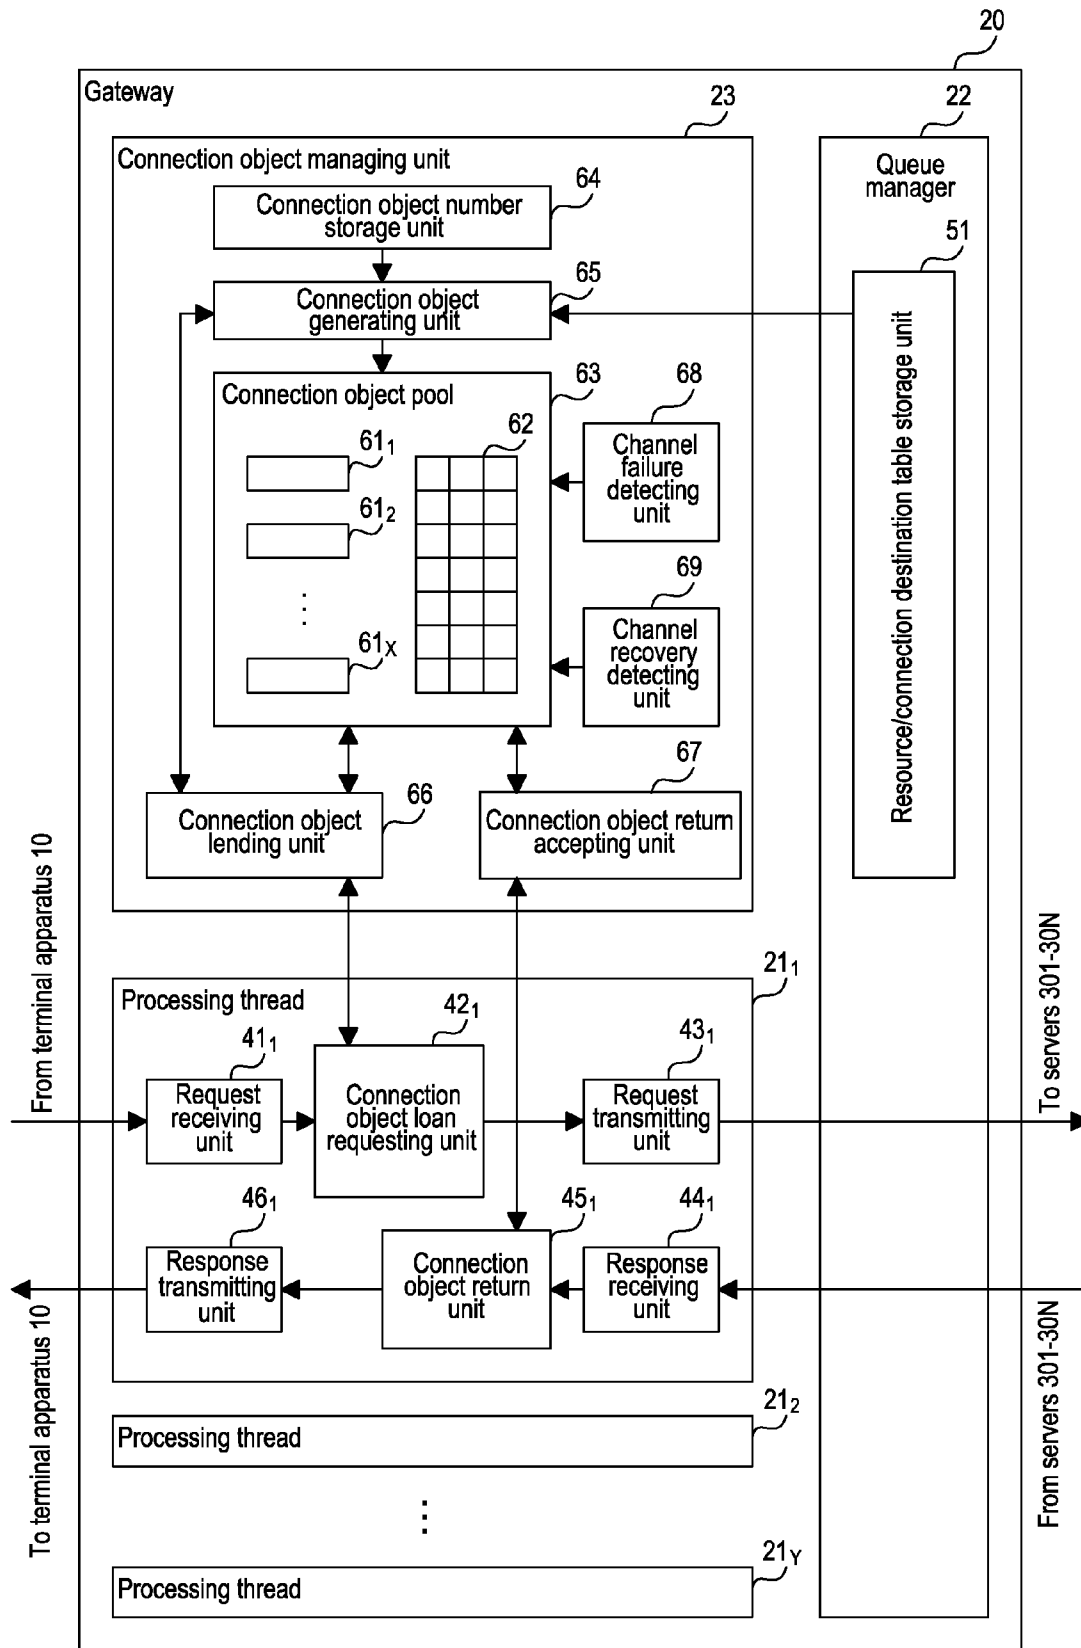 20
Gateway
23
22
Connection object managing unit
Queue
manager
64
Connection object number
storage unit
51
65
Connection object
generating unit
Resource/connection destination table storage unit
63
68
Connection object pool
62
61₁
Channel
failure
detecting
unit
61₂
69
⋮
Channel
recovery
detecting
unit
61X
67
66
Connection object
lending unit
Connection object return
accepting unit
From terminal apparatus 10
To servers 301-30N
21₁
Processing thread
42₁
41₁
43₁
Request
receiving
unit
Connection
object loan
requesting unit
Request
transmitting
unit
46₁
45₁
44₁
Response
transmitting
unit
Connection
object return
unit
Response
receiving
unit
To terminal apparatus 10
From servers 301-30N
21₂
Processing thread
⋮
21Y
Processing thread